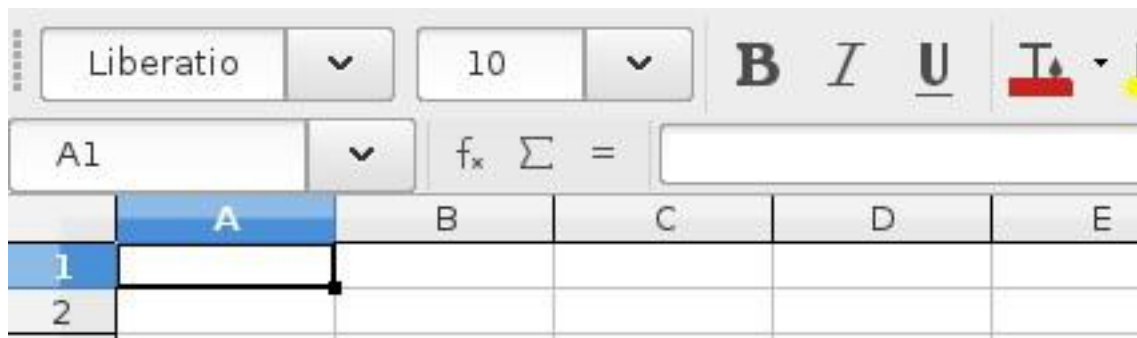 Liberatio 10 B I U T
A1 fx Σ =
A B C D E
1
2